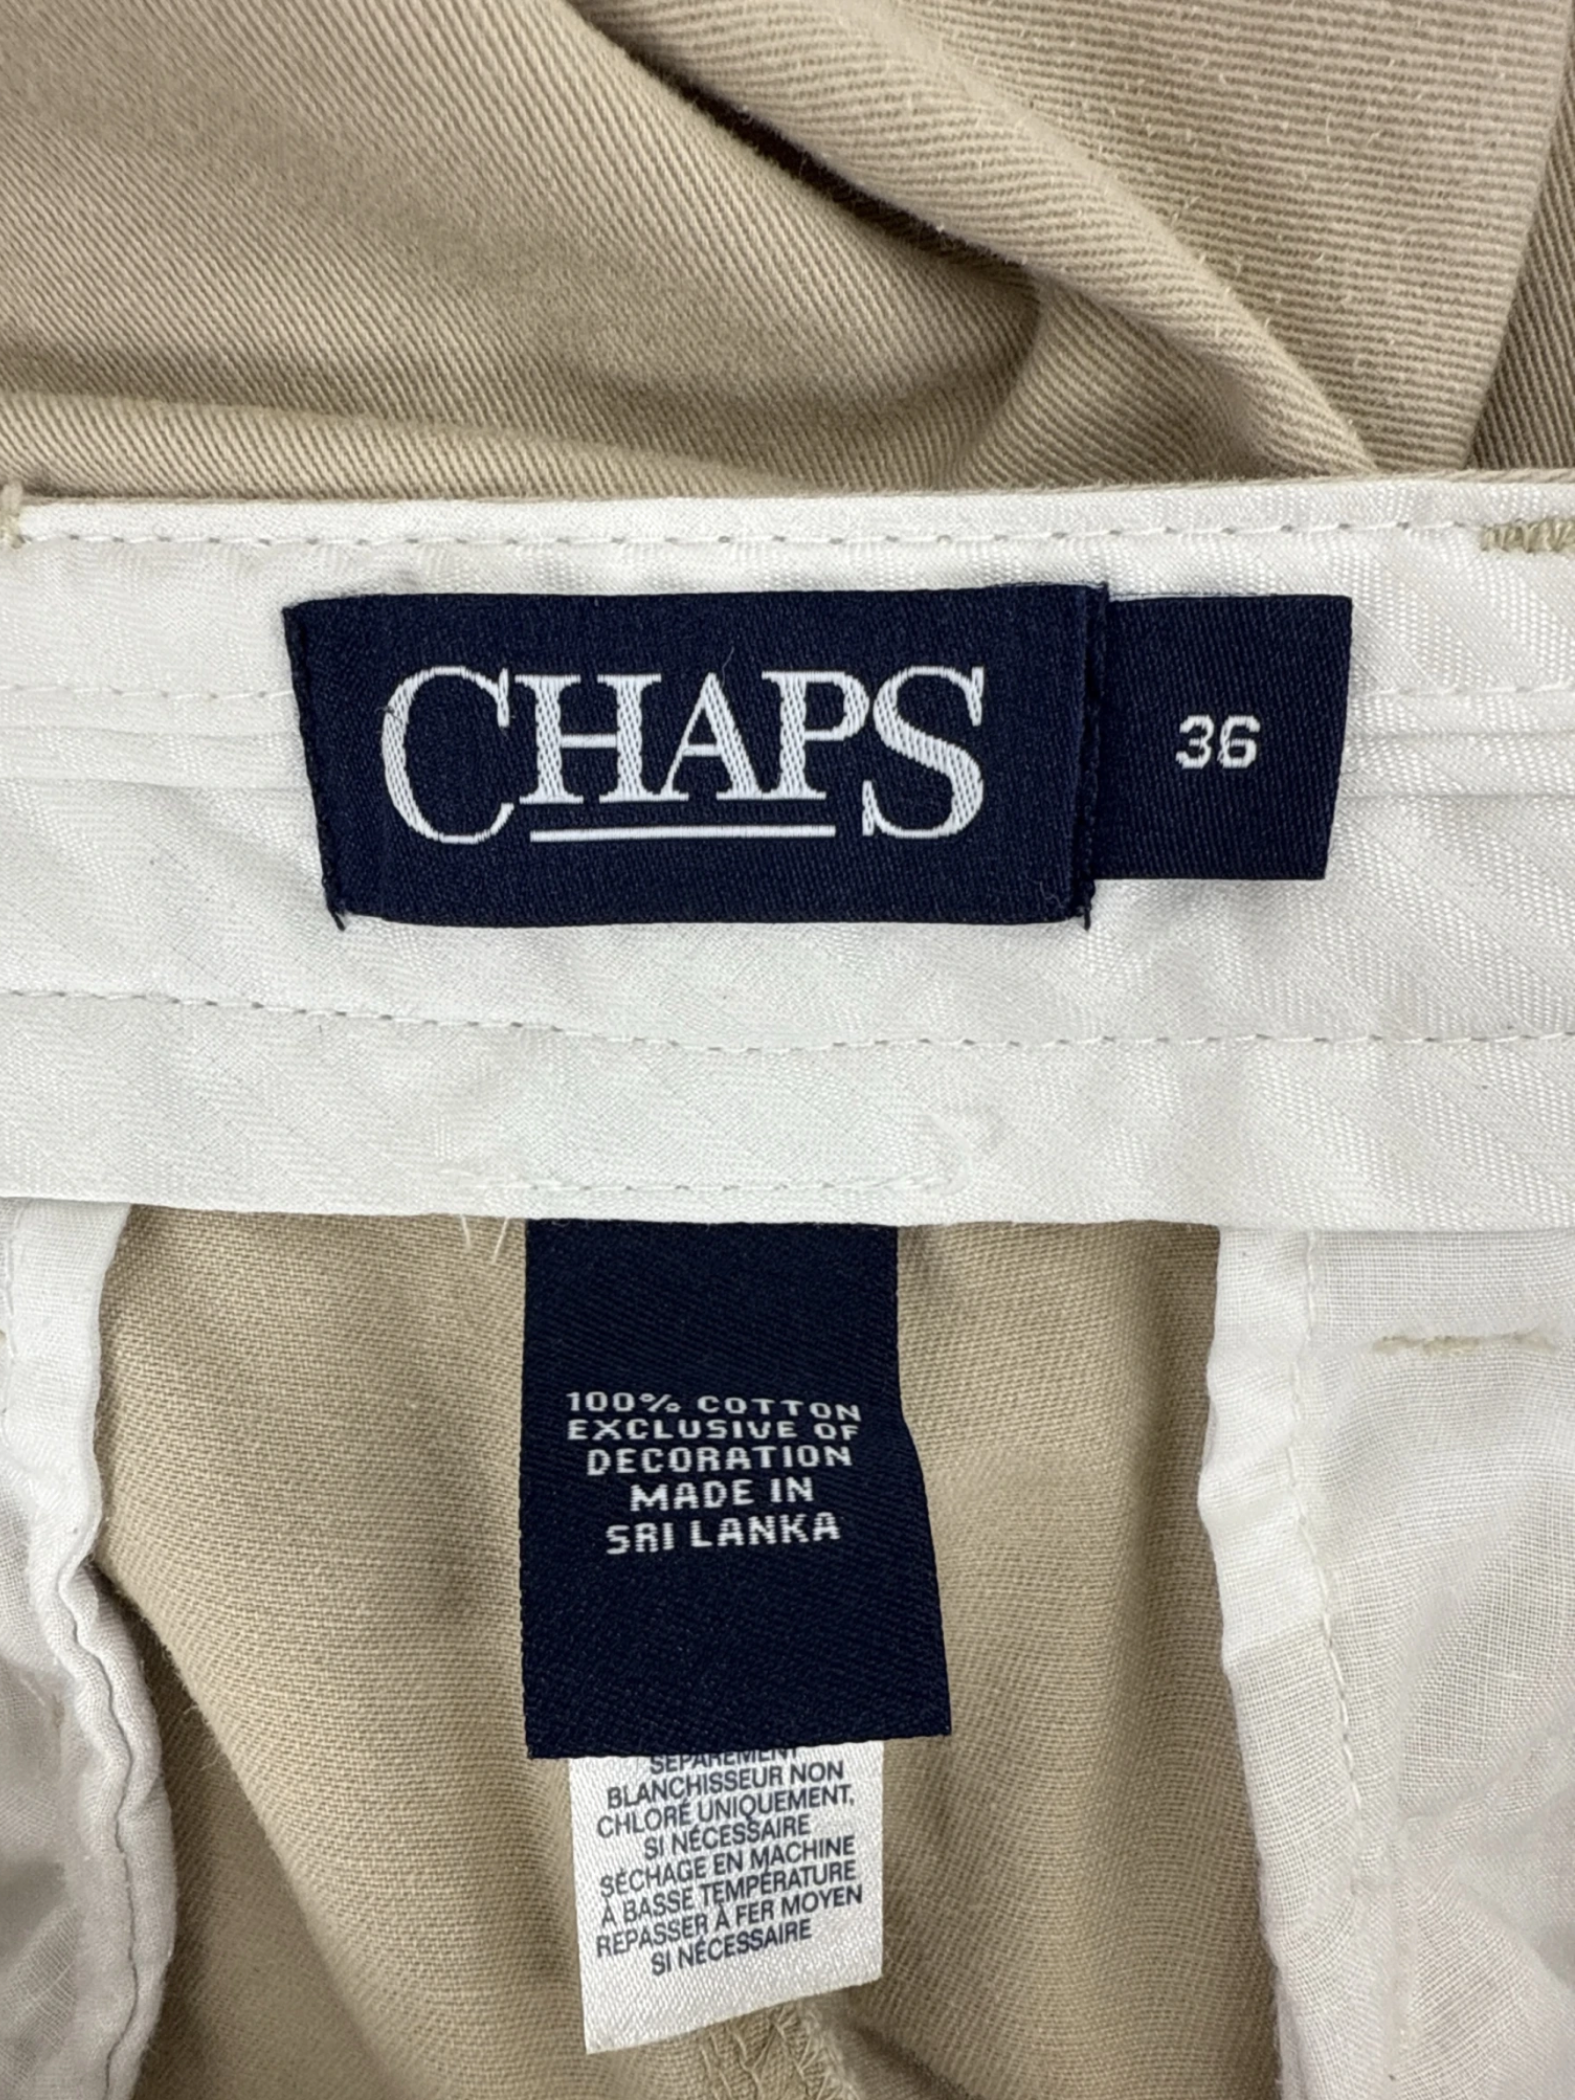 CHAPS
36
100% COTTON
EXCLUSIVE OF
DECORATION
MADE IN
SRI LANKA
SÉPARÉMENT
BLANCHISSEUR NON
CHLORÉ UNIQUEMENT,
SI NÉCESSAIRE
SÉCHAGE EN MACHINE
À BASSE TEMPÉRATURE
REPASSER À FER MOYEN
SI NÉCESSAIRE